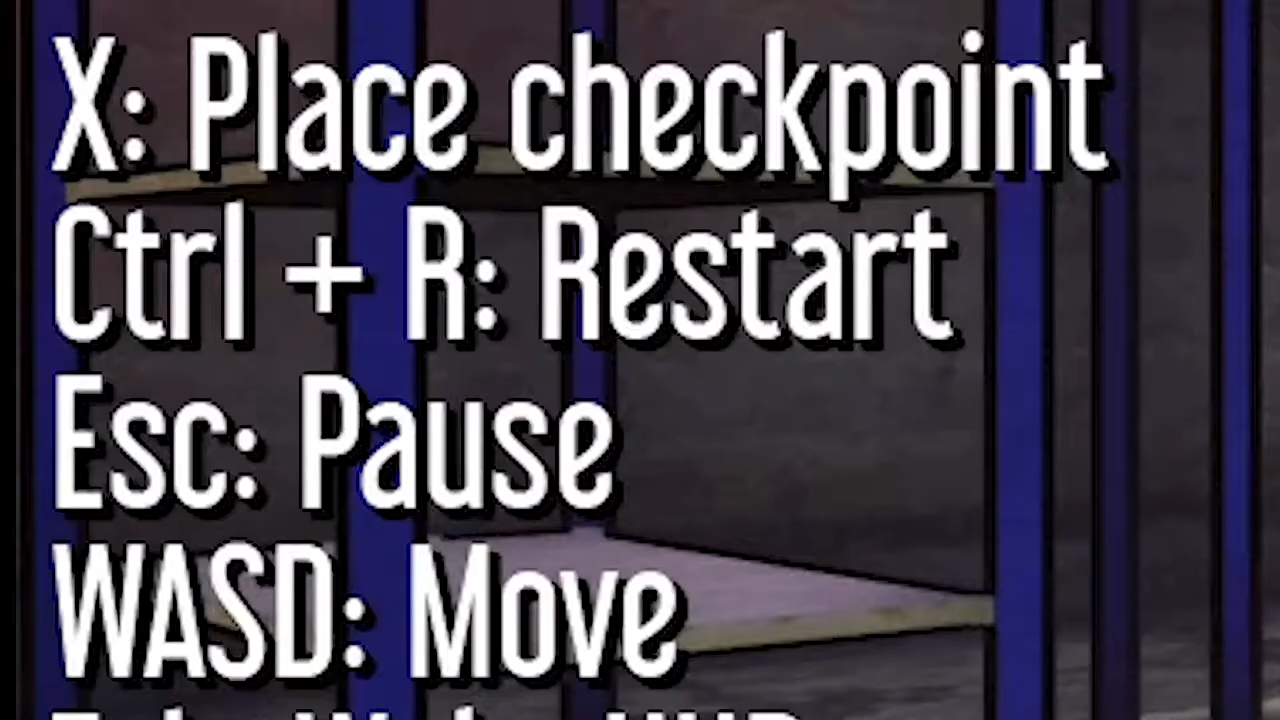 X: Place checkpoint
Ctrl + R: Restart
Esc: Pause
WASD: Move